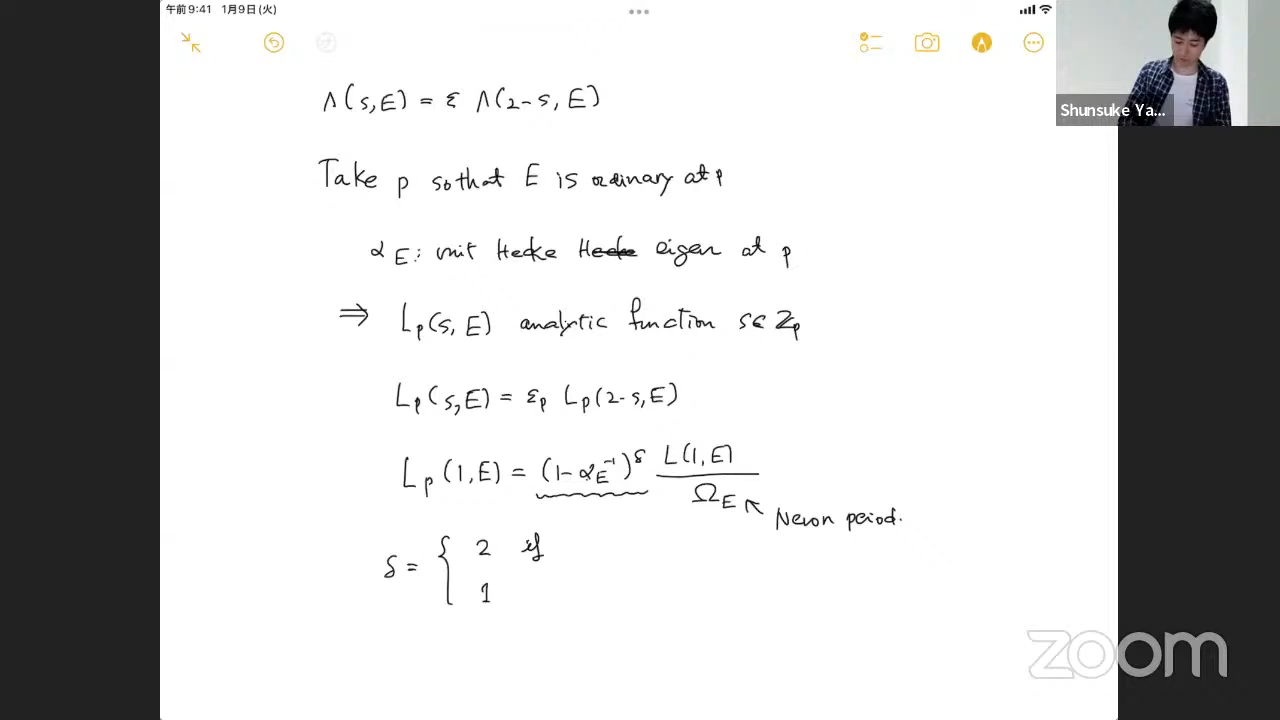 午前9:41 1月9日(火)
Shunsuke Ya...
Λ(s,E) = ε Λ(2-s,E)
Take p so that E is ordinary at p
α_E: unit Hecke Hecke eigen at p
⇒ L_p(s,E) analytic function s∈ℤ_p
L_p(s,E) = ε_p L_p(2-s,E)
L_p(1,E) = (1-α_E^{-1})^δ L(1,E)/Ω_E ↖ Neron period.
δ = { 2 if
1
zoom